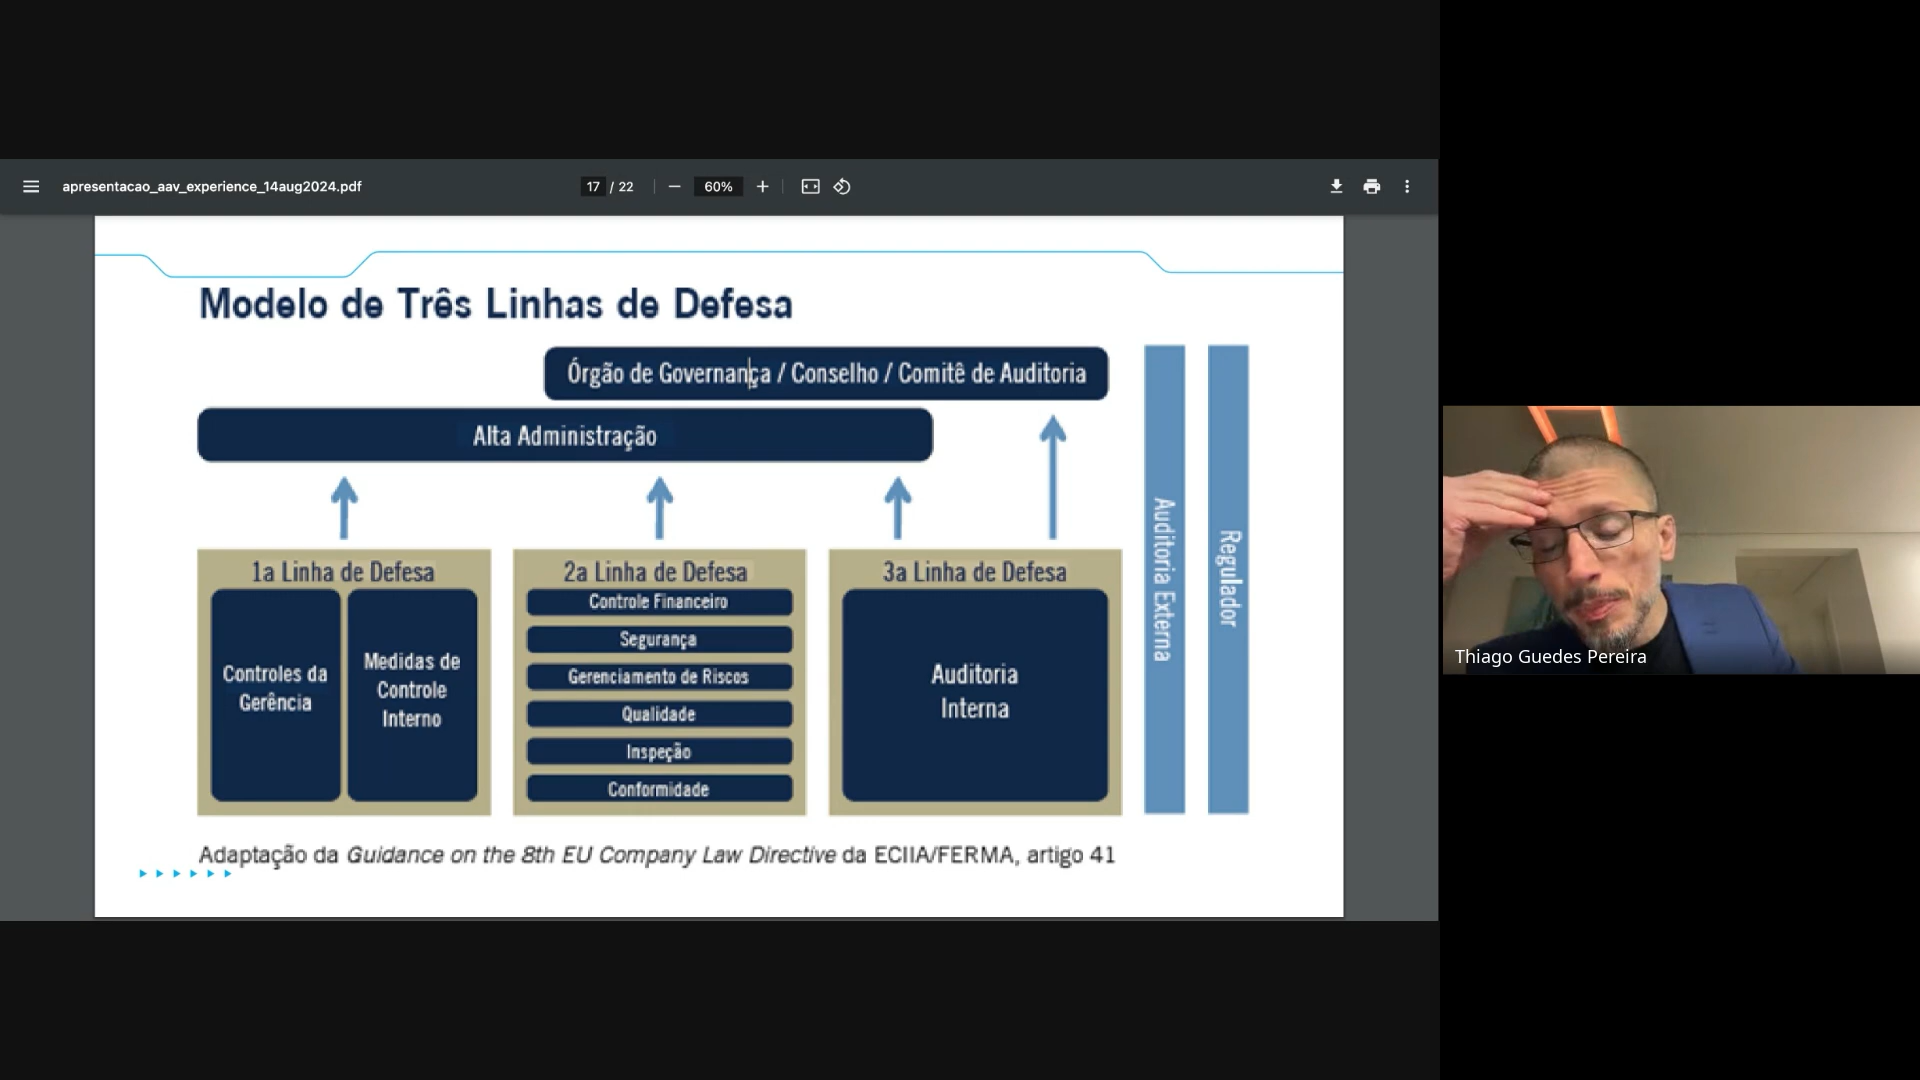 apresentacao_aav_experience_14aug2024.pdf
17 / 22
60%
Modelo de Três Linhas de Defesa
Órgão de Governança / Conselho / Comitê de Auditoria
Alta Administração
1a Linha de Defesa
Controles da
Gerência
Medidas de
Controle
Interno
2a Linha de Defesa
Controle Financeiro
Segurança
Gerenciamento de Riscos
Qualidade
Inspeção
Conformidade
3a Linha de Defesa
Auditoria
Interna
Auditoria Externa
Regulador
Adaptação da Guidance on the 8th EU Company Law Directive da ECIIA/FERMA, artigo 41
Thiago Guedes Pereira